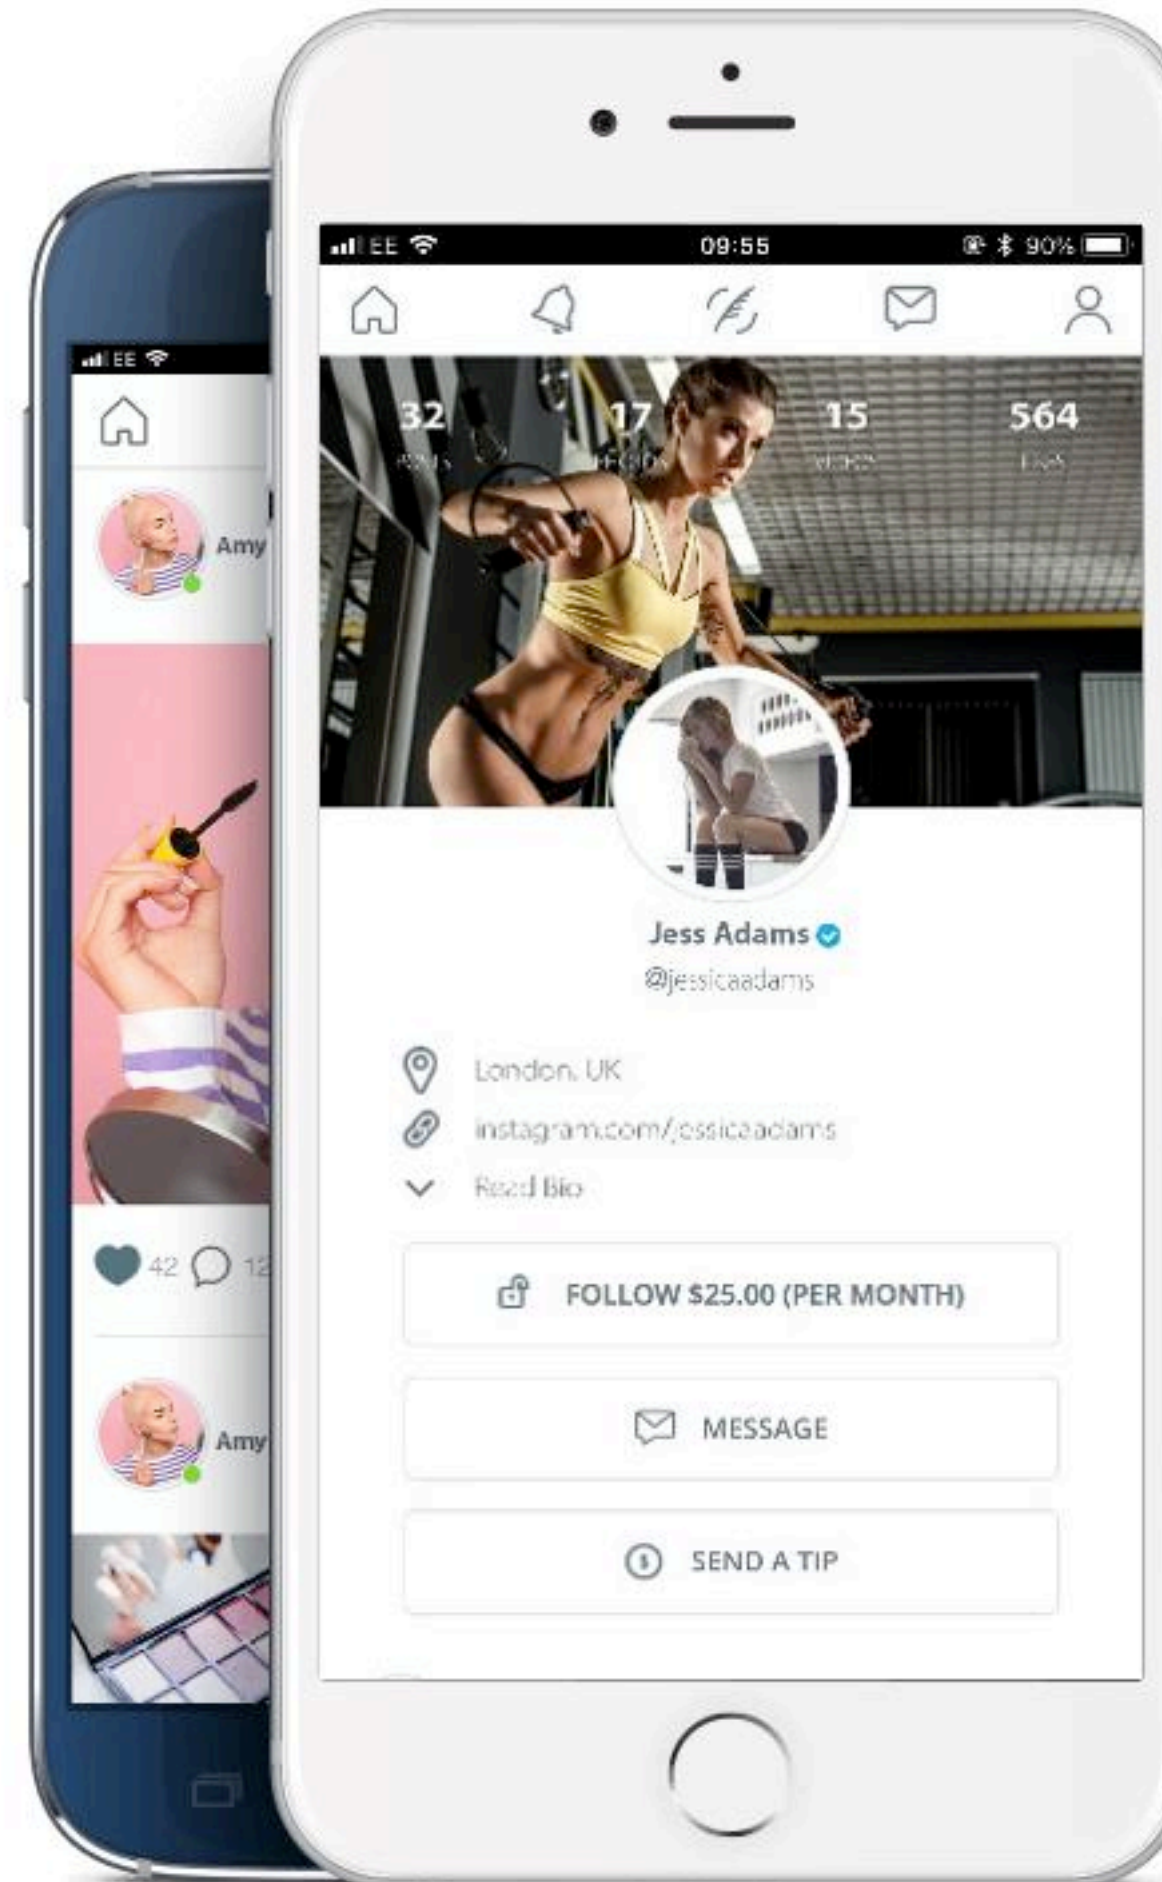 EE
09:55
90%
EE
32
17
15
564
Amy
Jess Adams
@jessicaadams
London, UK
instagram.com/jessicaadams
Read Bio
42
12
FOLLOW $25.00 (PER MONTH)
MESSAGE
Amy
SEND A TIP